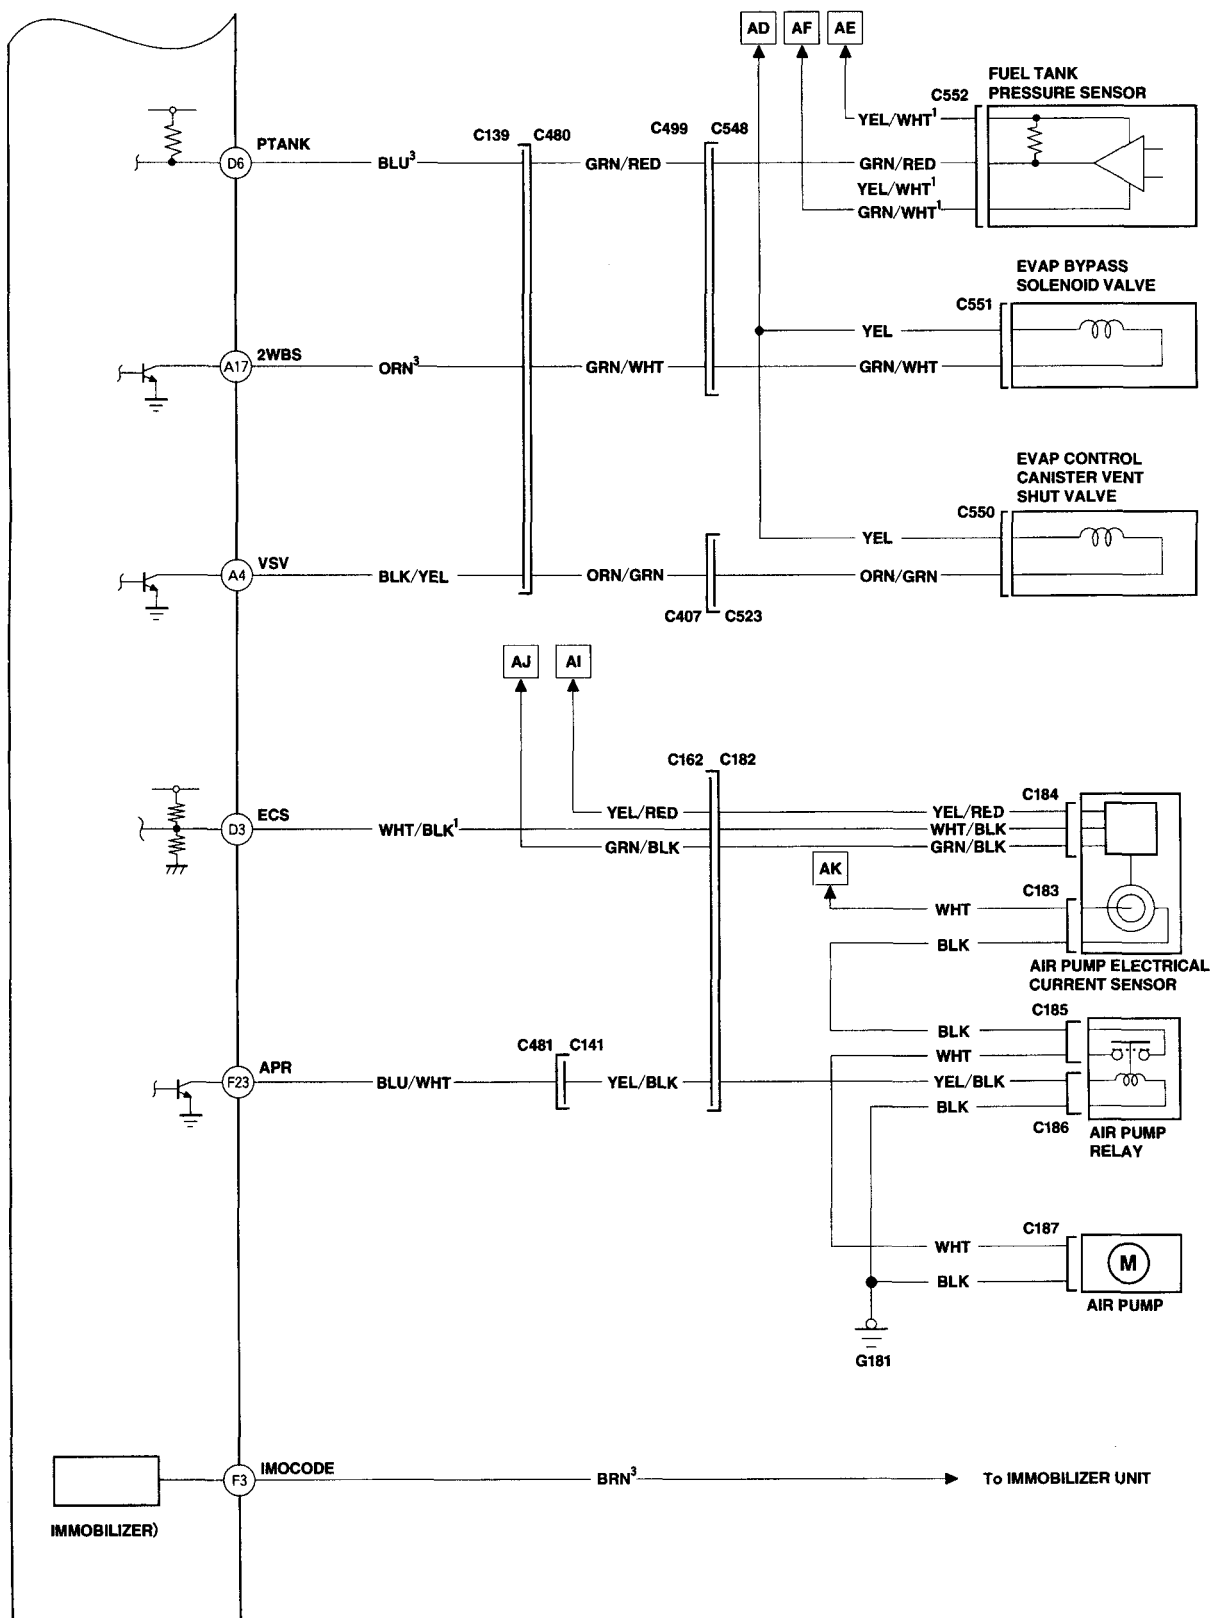 AD AF AE
FUEL TANK
PRESSURE SENSOR
C552
YEL/WHT1
PTANK
C139 C480
C499 C548
D6
BLU3
GRN/RED
GRN/RED
YEL/WHT1
GRN/WHT1
EVAP BYPASS
SOLENOID VALVE
C551
YEL
2WBS
A17
ORN3
GRN/WHT
GRN/WHT
EVAP CONTROL
CANISTER VENT
SHUT VALVE
C550
YEL
VSV
A4
BLK/YEL
ORN/GRN
ORN/GRN
C407 C523
AJ AI
C162 C182
C184
YEL/RED
YEL/RED
ECS
D3
WHT/BLK1
WHT/BLK
GRN/BLK
GRN/BLK
AK
C183
WHT
BLK
AIR PUMP ELECTRICAL
CURRENT SENSOR
C185
BLK
WHT
C481 C141
APR
F23
BLU/WHT
YEL/BLK
YEL/BLK
BLK
C186
AIR PUMP
RELAY
C187
WHT
M
BLK
AIR PUMP
G181
IMOCODE
F3
BRN3
To IMMOBILIZER UNIT
IMMOBILIZER)